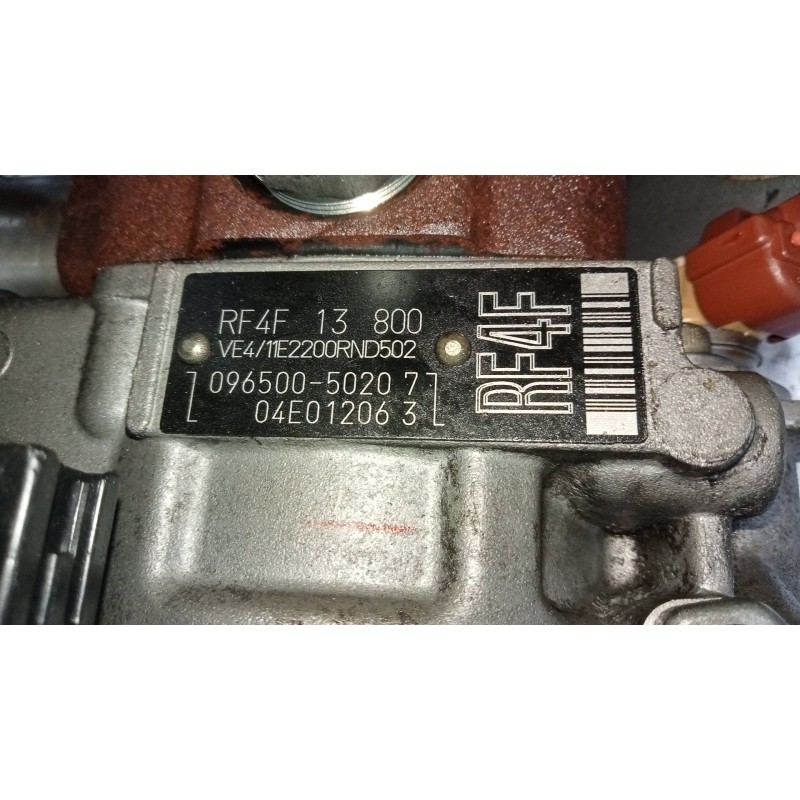 RF4F 13 800
VE4/11E2200RND502
096500-5020 7
04E01206 3
RF4F